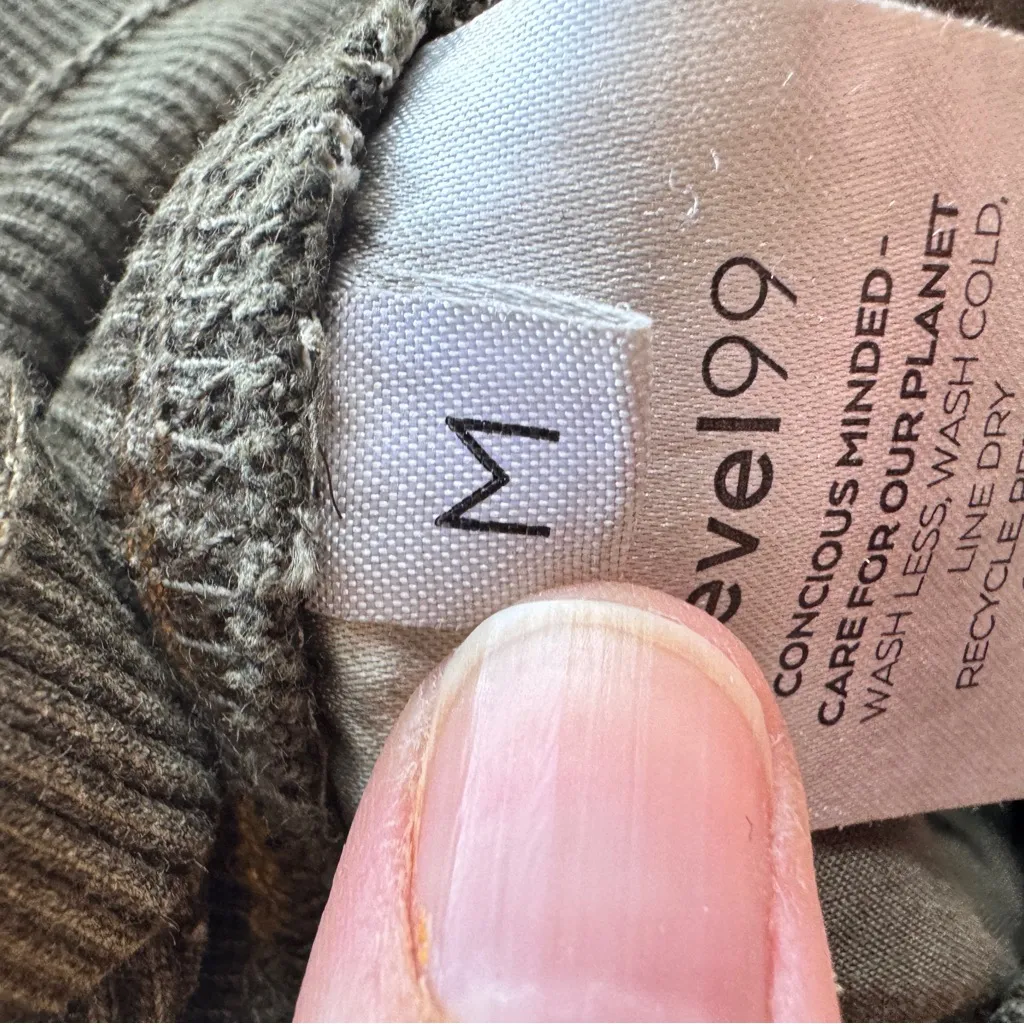 M
evel99
CONCIOUS MINDED -
CARE FOR OUR PLANET
WASH LESS, WASH COLD,
LINE DRY
RECYCLE